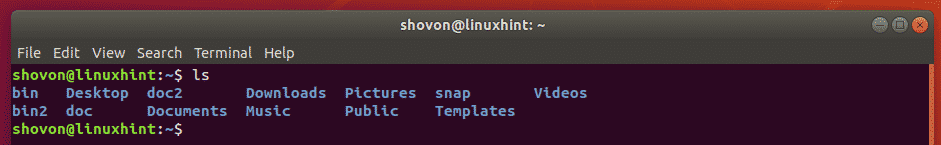 shovon@linuxhint: ~
File Edit View Search Terminal Help
shovon@linuxhint:~$ ls
bin Desktop doc2 Downloads Pictures snap Videos
bin2 doc Documents Music Public Templates
shovon@linuxhint:~$